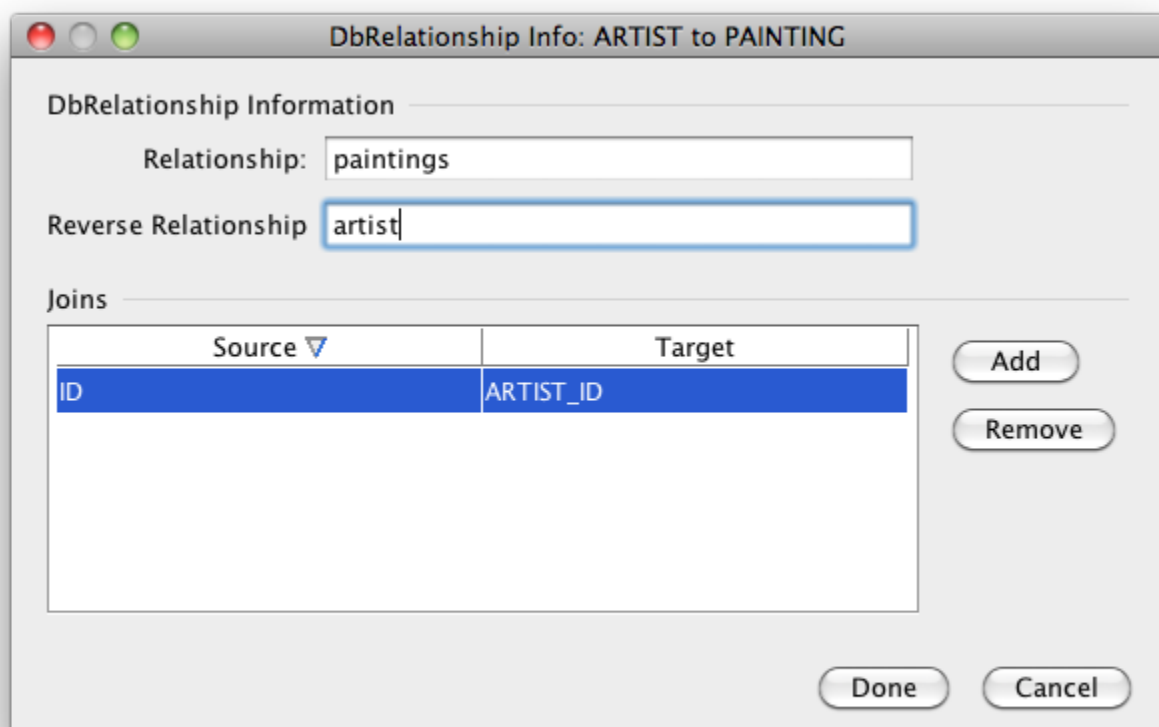 DbRelationship Info: ARTIST to PAINTING
DbRelationship Information
Relationship: paintings
Reverse Relationship artist
Joins
Source Target
ID ARTIST_ID
Add
Remove
Done Cancel